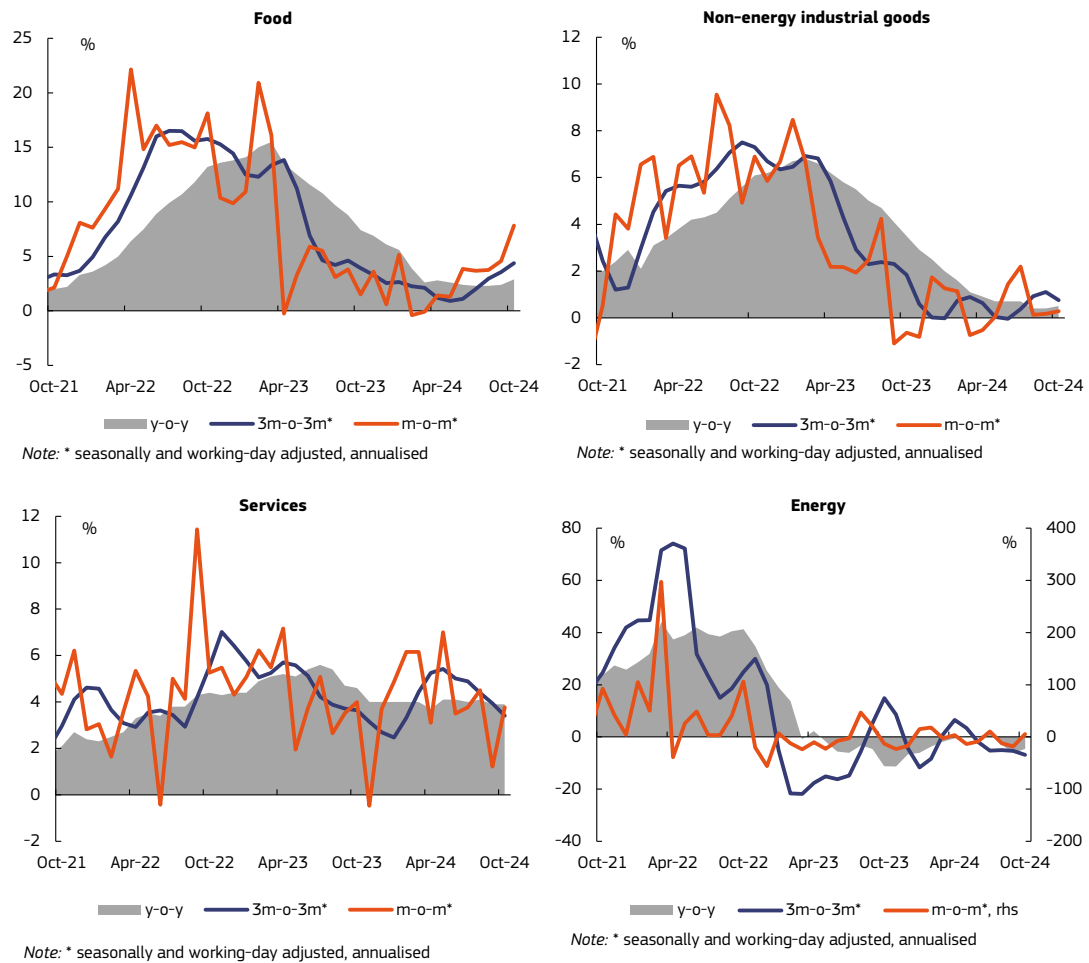 Food
%
25
20
15
10
5
0
-5
Oct-21 Apr-22 Oct-22 Apr-23 Oct-23 Apr-24 Oct-24
y-o-y 3m-o-3m* m-o-m*
Note: * seasonally and working-day adjusted, annualised
Non-energy industrial goods
%
12
10
8
6
4
2
0
-2
Oct-21 Apr-22 Oct-22 Apr-23 Oct-23 Apr-24 Oct-24
y-o-y 3m-o-3m* m-o-m*
Note: * seasonally and working-day adjusted, annualised
Services
%
12
10
8
6
4
2
0
-2
Oct-21 Apr-22 Oct-22 Apr-23 Oct-23 Apr-24 Oct-24
y-o-y 3m-o-3m* m-o-m*
Note: * seasonally and working-day adjusted, annualised
Energy
% %
80 400
60 300
40 200
20 100
0 0
-20 -100
-40 -200
Oct-21 Apr-22 Oct-22 Apr-23 Oct-23 Apr-24 Oct-24
y-o-y 3m-o-3m* m-o-m*, rhs
Note: * seasonally and working-day adjusted, annualised